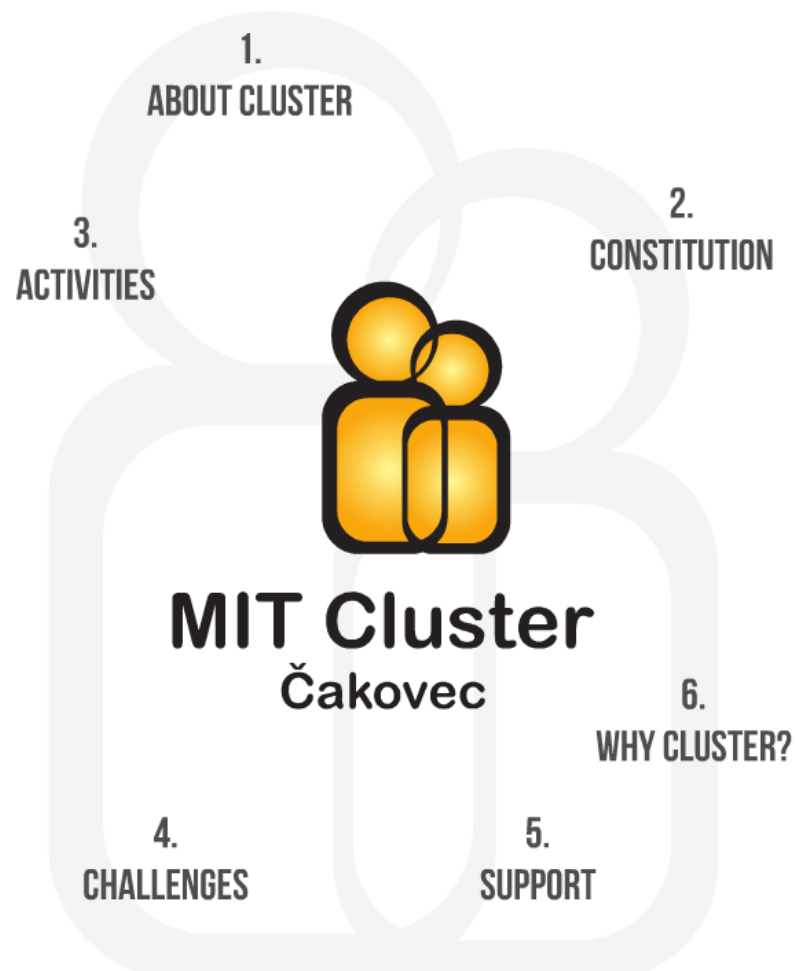 1.
ABOUT CLUSTER
2.
CONSTITUTION
3.
ACTIVITIES
MIT Cluster
Čakovec
6.
WHY CLUSTER?
4.
CHALLENGES
5.
SUPPORT